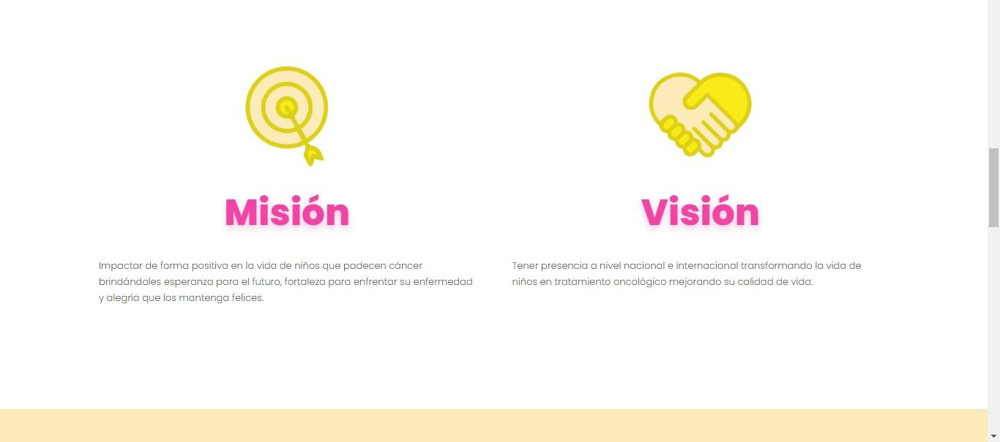 Misión
Impactar de forma positiva en la vida de niños que padecen cáncer
brindándoles esperanza para el futuro, fortaleza para enfrentar su enfermedad
y alegría que los mantenga felices.
Visión
Tener presencia a nivel nacional e internacional transformando la vida de
niños en tratamiento oncológico mejorando su calidad de vida.